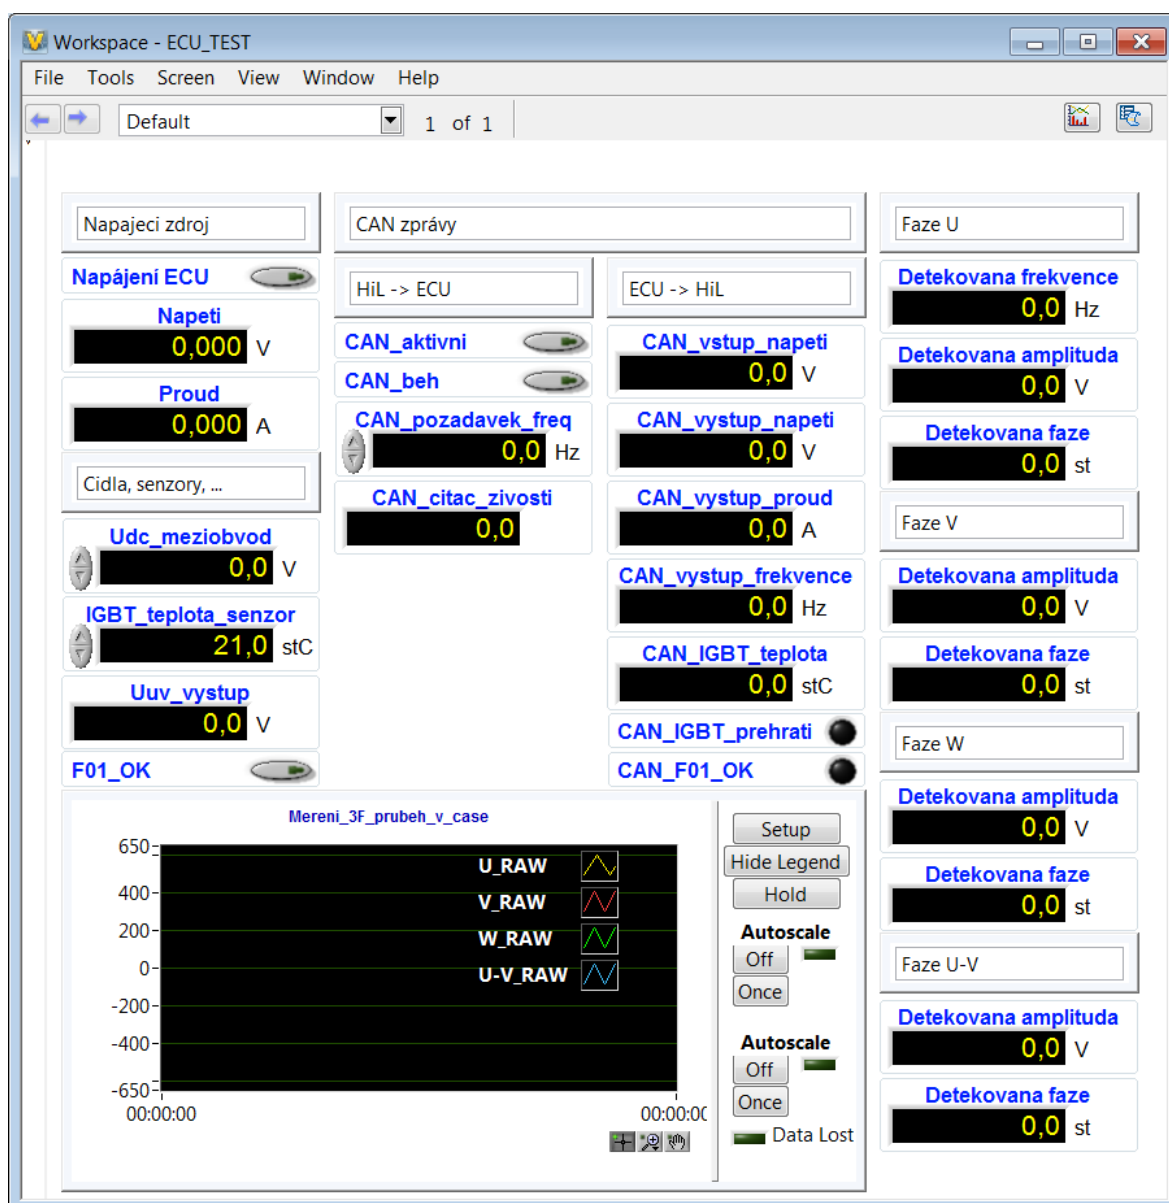 Workspace - ECU_TEST
File Tools Screen View Window Help
Default 1 of 1
Napajeci zdroj
Napájení ECU
Napeti
0,000 V
Proud
0,000 A
Cidla, senzory, ...
Udc_meziobvod
0,0 V
IGBT_teplota_senzor
21,0 stC
Uuv_vystup
0,0 V
F01_OK
CAN zprávy
HiL -> ECU
CAN_aktivni
CAN_beh
CAN_pozadavek_freq
0,0 Hz
CAN_citac_zivosti
0,0
ECU -> HiL
CAN_vstup_napeti
0,0 V
CAN_vystup_napeti
0,0 V
CAN_vystup_proud
0,0 A
CAN_vystup_frekvence
0,0 Hz
CAN_IGBT_teplota
0,0 stC
CAN_IGBT_prehrati
CAN_F01_OK
Faze U
Detekovana frekvence
0,0 Hz
Detekovana amplituda
0,0 V
Detekovana faze
0,0 st
Faze V
Detekovana amplituda
0,0 V
Detekovana faze
0,0 st
Faze W
Detekovana amplituda
0,0 V
Detekovana faze
0,0 st
Faze U-V
Detekovana amplituda
0,0 V
Detekovana faze
0,0 st
Mereni_3F_prubeh_v_case
650
400
200
0
-200
-400
-650
00:00:00 00:00:00
U_RAW
V_RAW
W_RAW
U-V_RAW
Setup
Hide Legend
Hold
Autoscale
Off
Once
Autoscale
Off
Once
Data Lost